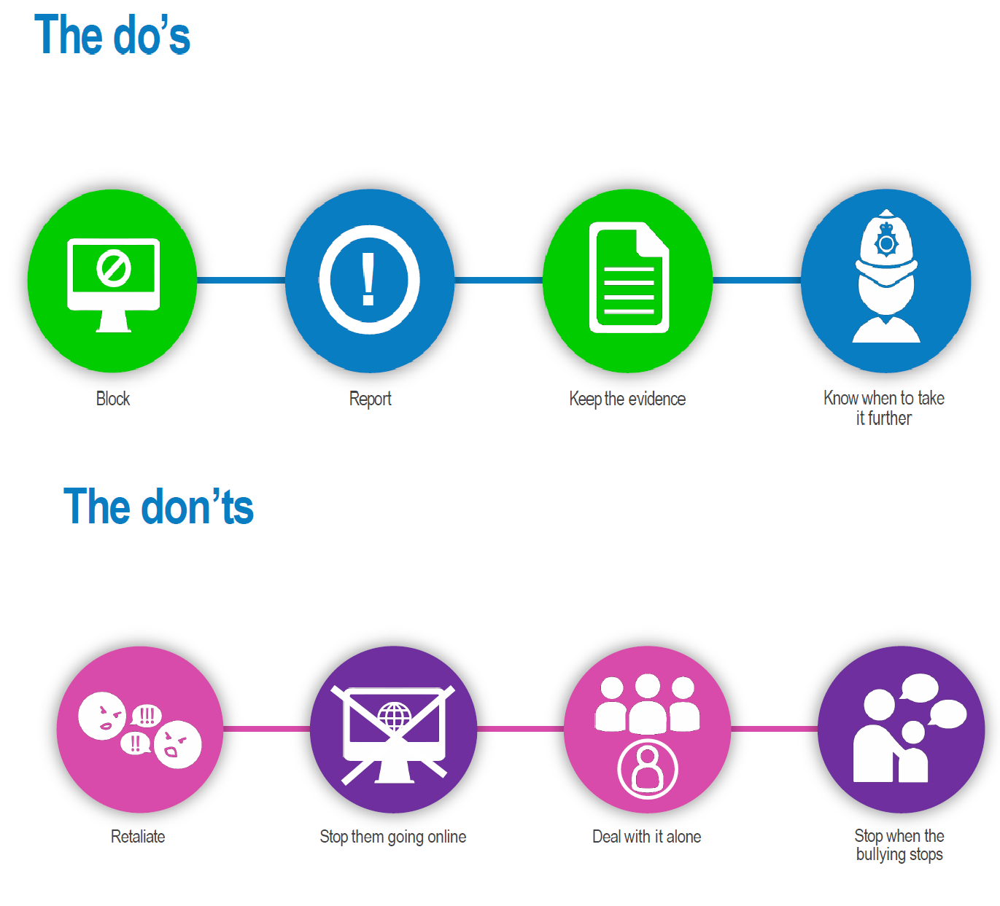 The do’s
Block
Report
Keep the evidence
Know when to take
it further
The don’ts
!!!
!!
Retaliate
Stop them going online
Deal with it alone
Stop when the
bullying stops